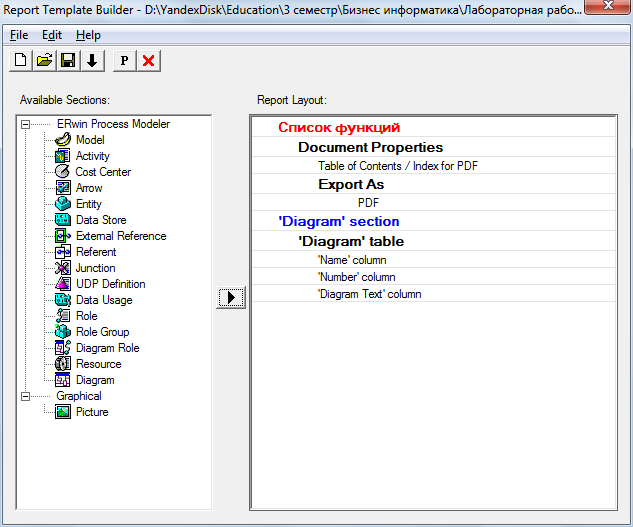 Report Template Builder - D:\YandexDisk\Education\3 семестр\Бизнес информатика\Лабораторная рабо...
File Edit Help
P
Available Sections:
Report Layout:
ERwin Process Modeler
Model
Activity
Cost Center
Arrow
Entity
Data Store
External Reference
Referent
Junction
UDP Definition
Data Usage
Role
Role Group
Diagram Role
Resource
Diagram
Graphical
Picture
Список функций
Document Properties
Table of Contents / Index for PDF
Export As
PDF
'Diagram' section
'Diagram' table
'Name' column
'Number' column
'Diagram Text' column